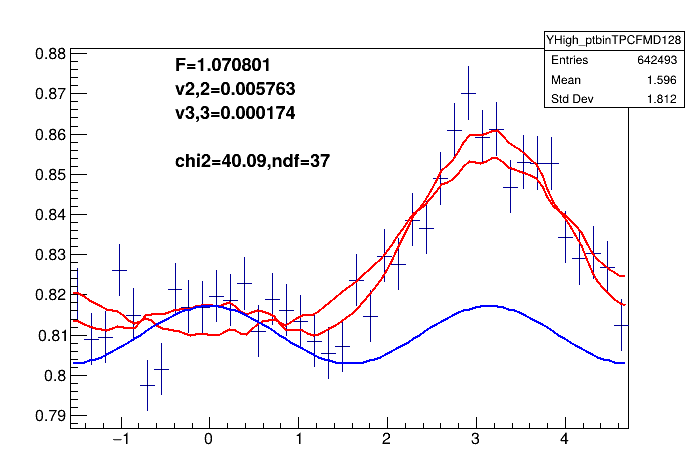 YHigh_ptbinTPCFMD128
Entries 642493
Mean 1.596
Std Dev 1.812
F=1.070801
v2,2=0.005763
v3,3=0.000174
chi2=40.09,ndf=37
0.88
0.87
0.86
0.85
0.84
0.83
0.82
0.81
0.8
0.79
−1 0 1 2 3 4